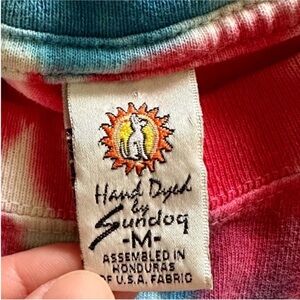 Hand Dyed
by
Sundog
-M-
ASSEMBLED IN
HONDURAS
OF U.S.A. FABRIC